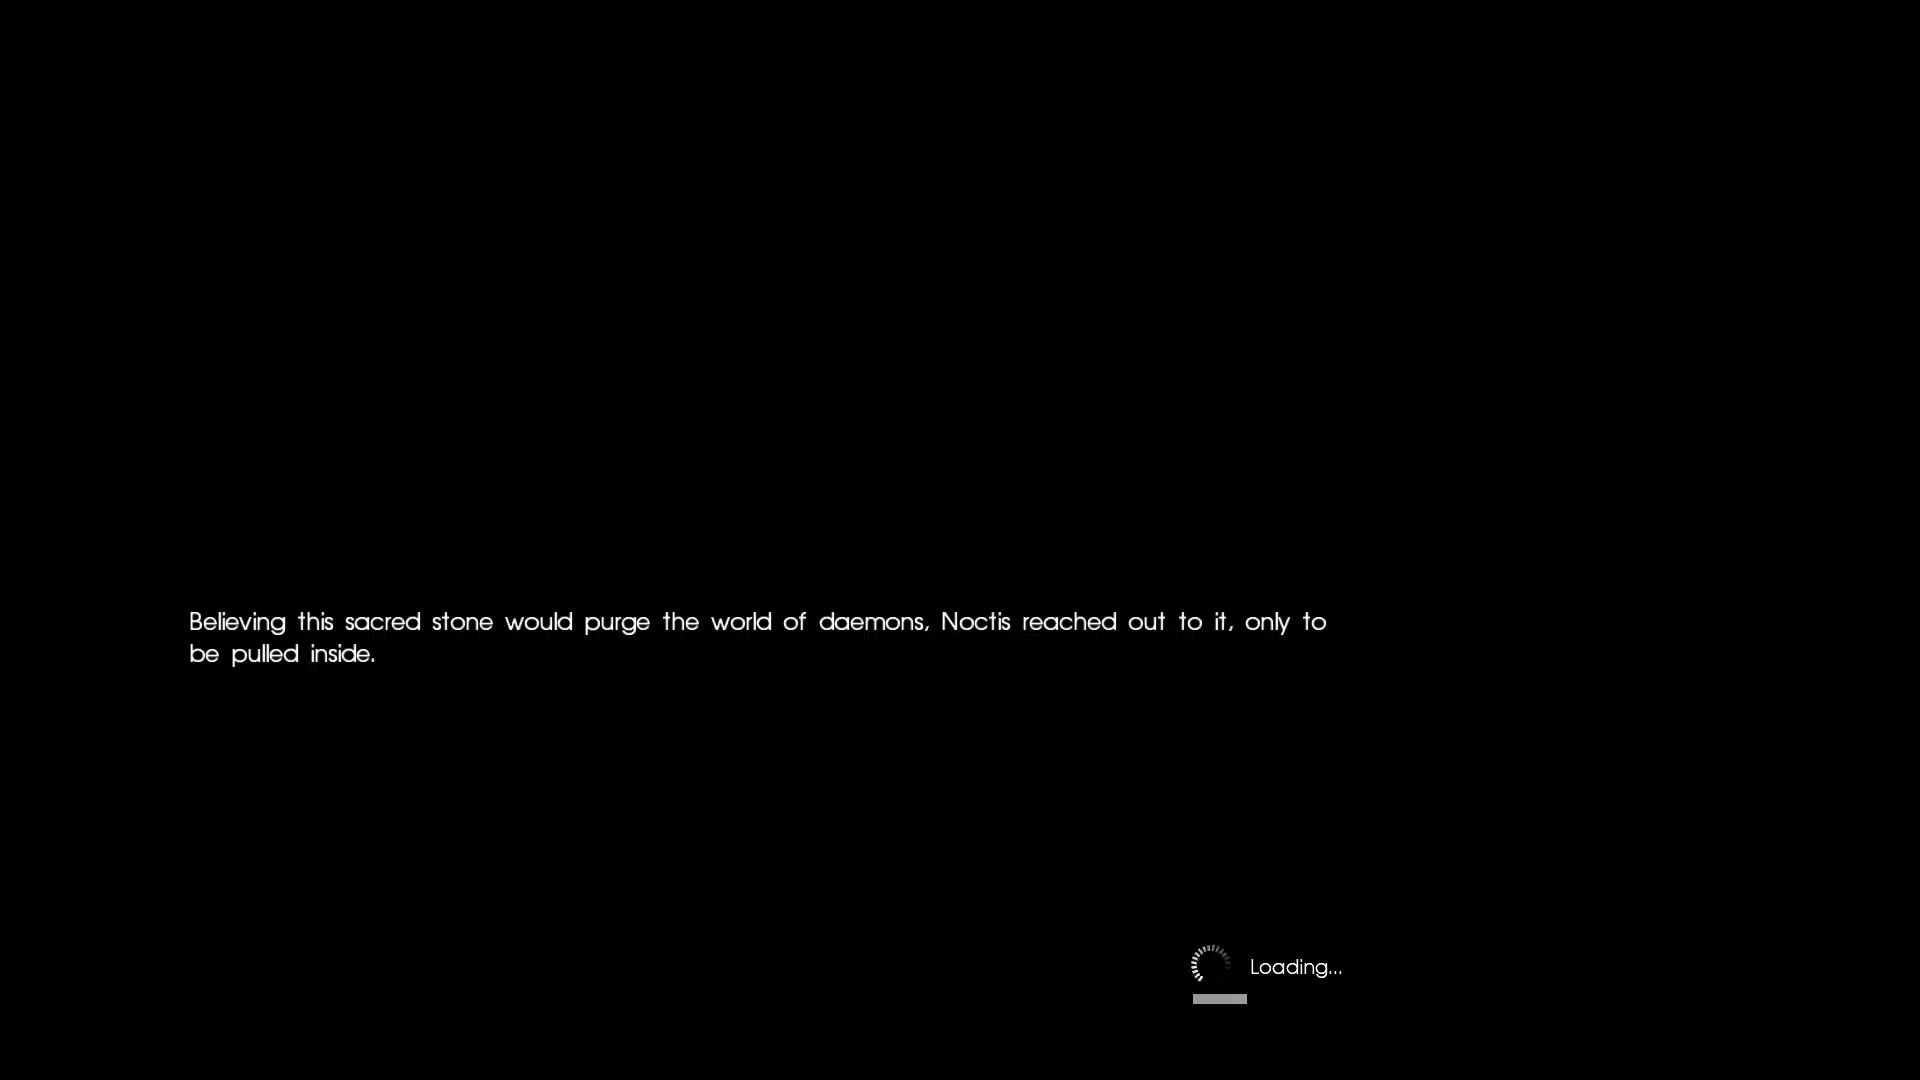 Believing this sacred stone would purge the world of daemons, Noctis reached out to it, only to
be pulled inside.
Loading...